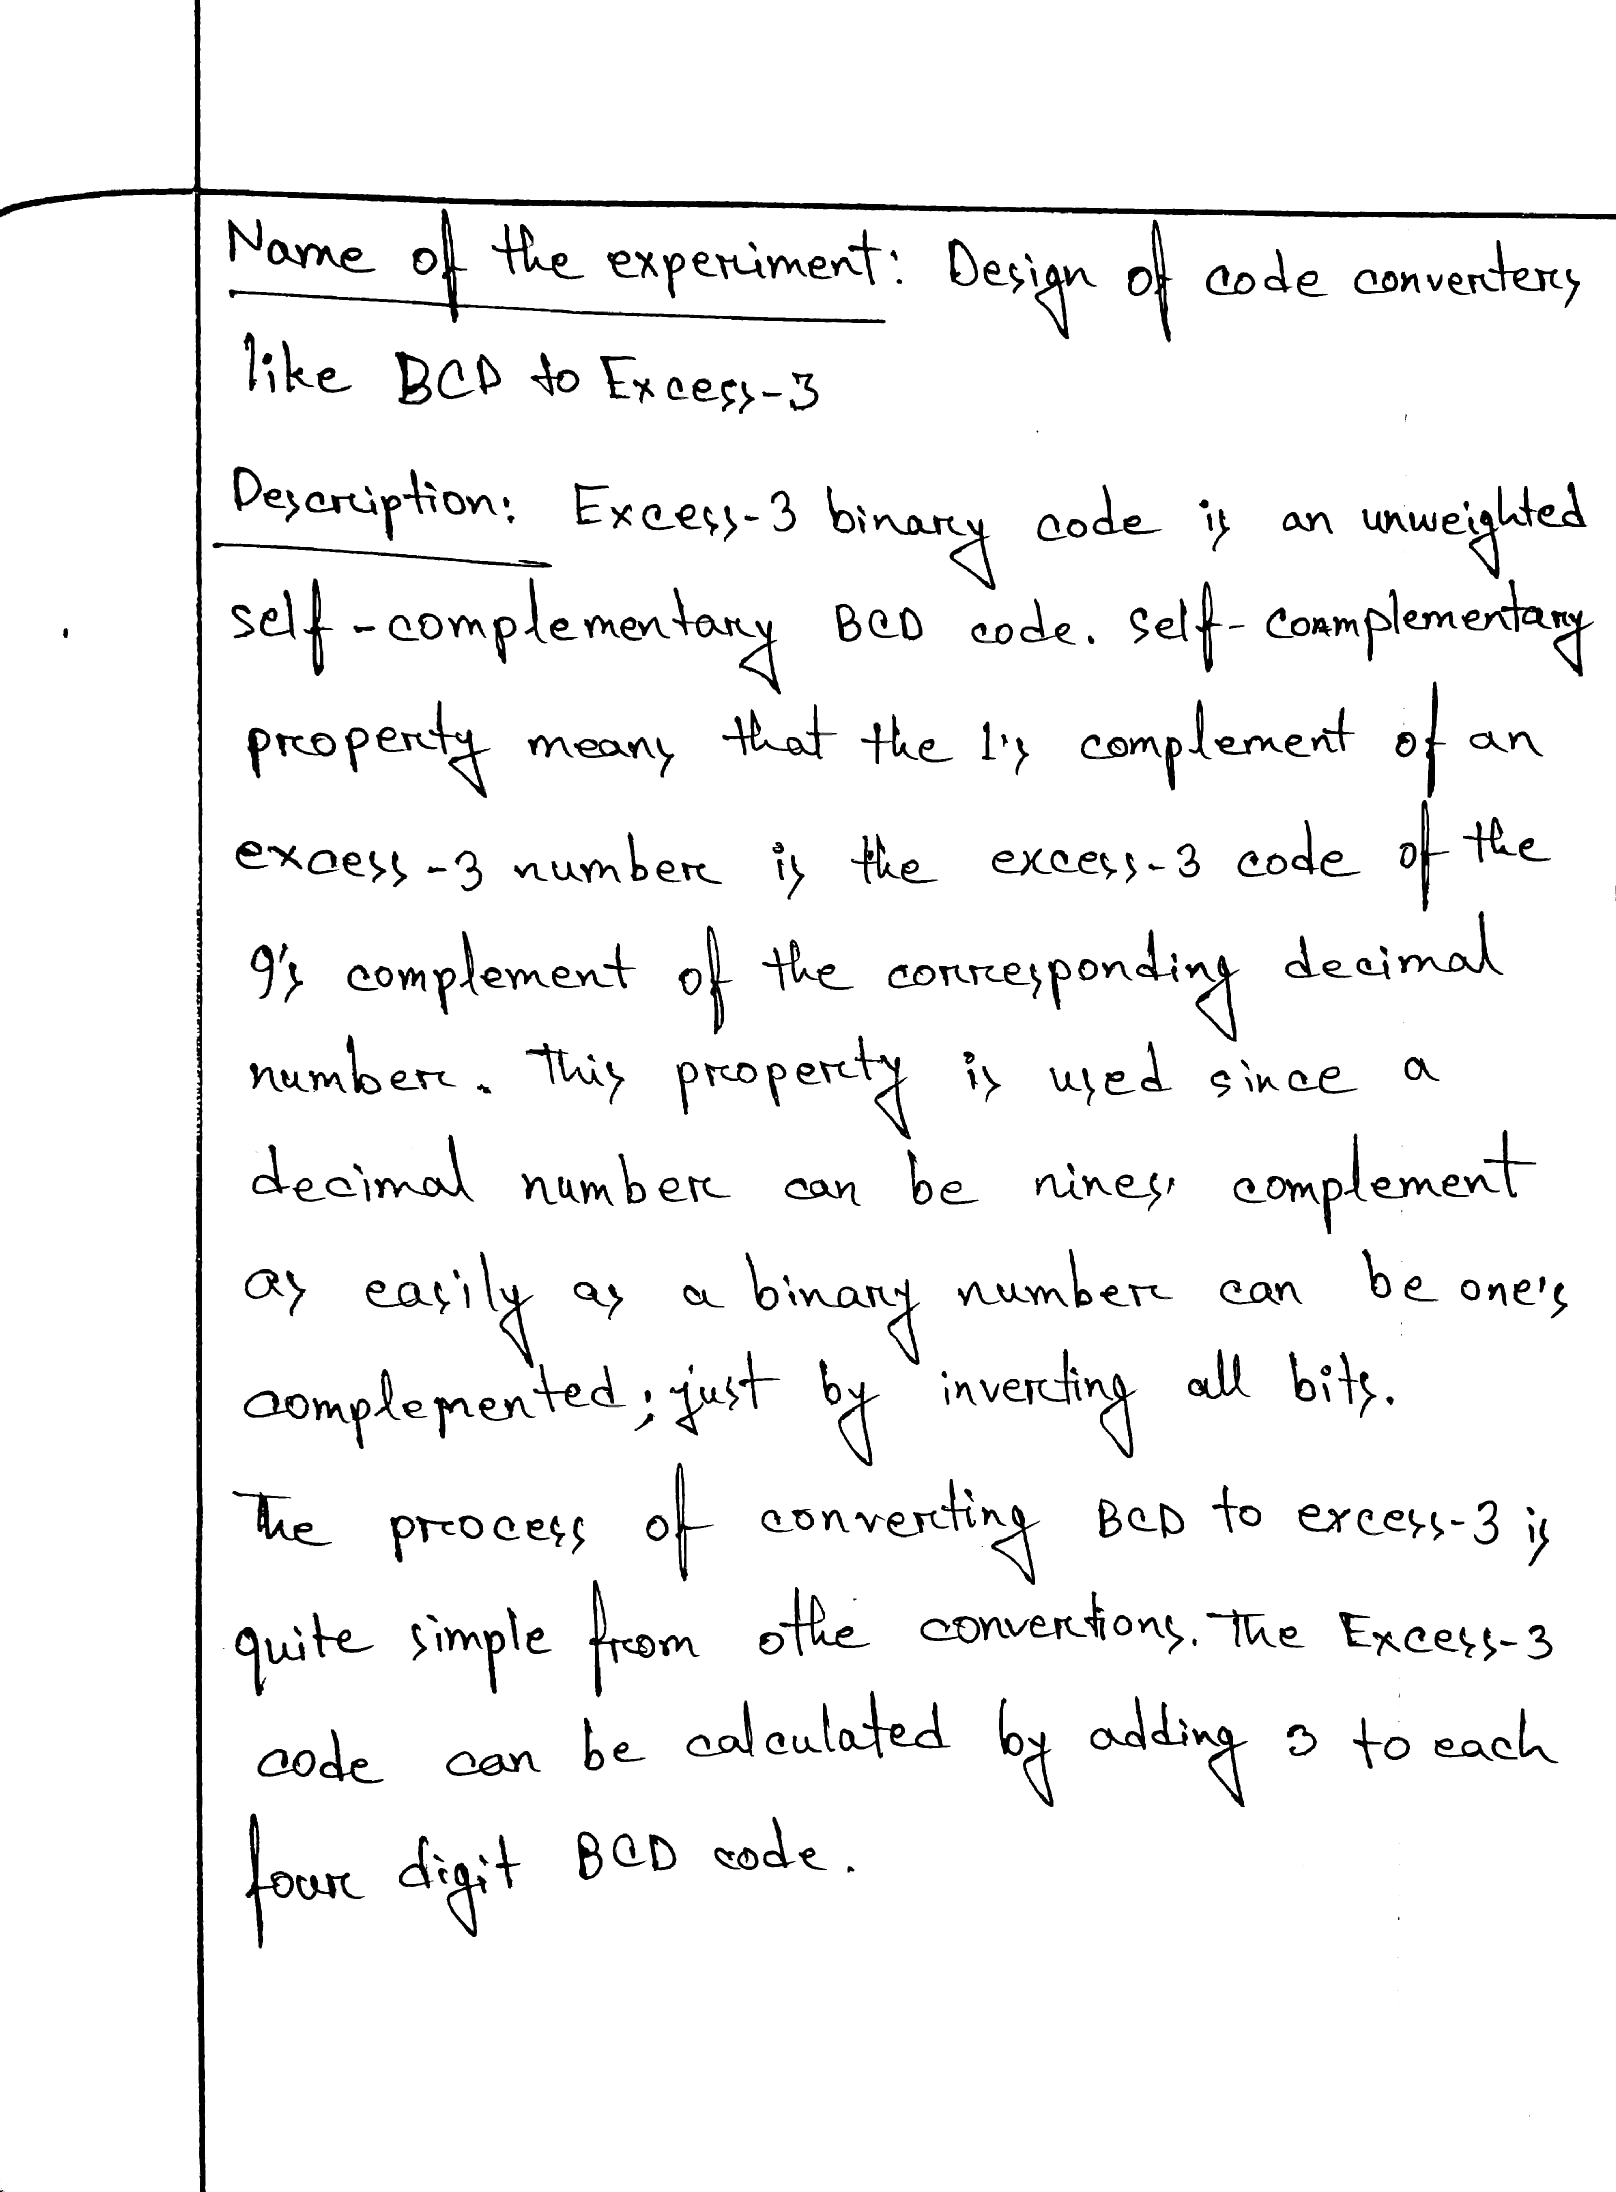 Name of the experiment: Design of code converters
like BCD to Excess-3
Description: Excess-3 binary code is an unweighted
self-complementary BCD code. Self-complementary
property means that the 1's complement of an
excess-3 number is the excess-3 code of the
9's complement of the corresponding decimal
number. This property is used since a
decimal number can be nines' complement
as easily as a binary number can be one's
complemented; just by inverting all bits.
The process of converting BCD to excess-3 is
quite simple from othe convertions. The Excess-3
code can be calculated by adding 3 to each
four digit BCD code.